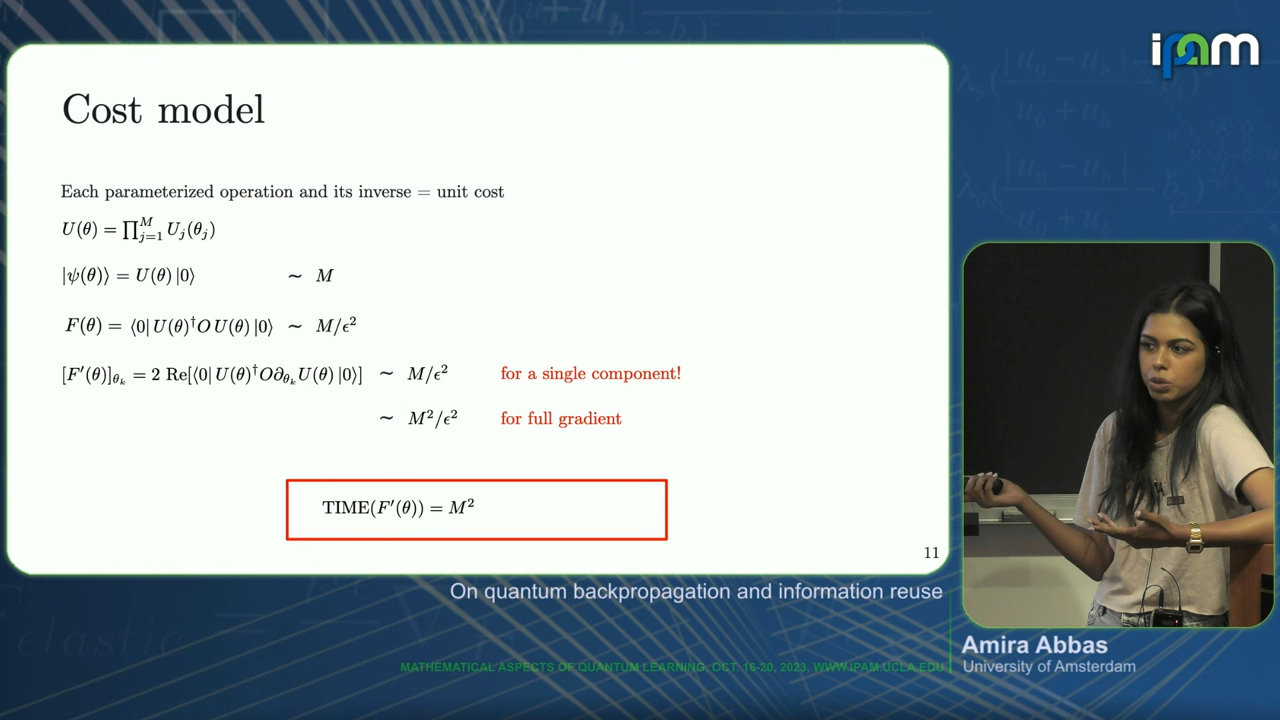 ipam
Cost model
Each parameterized operation and its inverse = unit cost
U(θ) = ∏_{j=1}^{M} U_j(θ_j)
|ψ(θ)⟩ = U(θ) |0⟩ ∼ M
F(θ) = ⟨0| U(θ)^† O U(θ) |0⟩ ∼ M/ϵ^2
[F′(θ)]_{θ_k} = 2 Re[⟨0| U(θ)^† O ∂_{θ_k} U(θ) |0⟩] ∼ M/ϵ^2 for a single component!
∼ M^2/ϵ^2 for full gradient
TIME(F′(θ)) = M^2
11
On quantum backpropagation and information reuse
Amira Abbas
University of Amsterdam
MATHEMATICAL ASPECTS OF QUANTUM LEARNING, OCT. 16-20, 2023, WWW.IPAM.UCLA.EDU
elastic